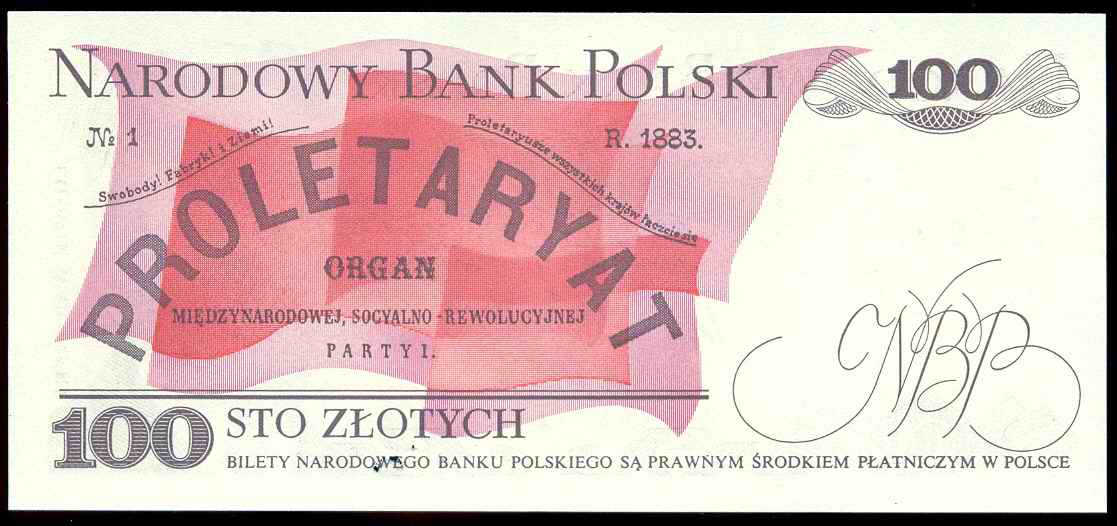 NARODOWY BANK POLSKI
100
№ 1
R. 1883.
Swobody! Fabryk! i Ziemi!
Proletaryusze wszystkich krajów łączcie się
PROLETARYAT
ORGAN
MIĘDZYNARODOWEJ, SOCYALNO-REWOLUCYJNEJ
PARTYI.
NBP
100 STO ZŁOTYCH
BILETY NARODOWEGO BANKU POLSKIEGO SĄ PRAWNYM ŚRODKIEM PŁATNICZYM W POLSCE